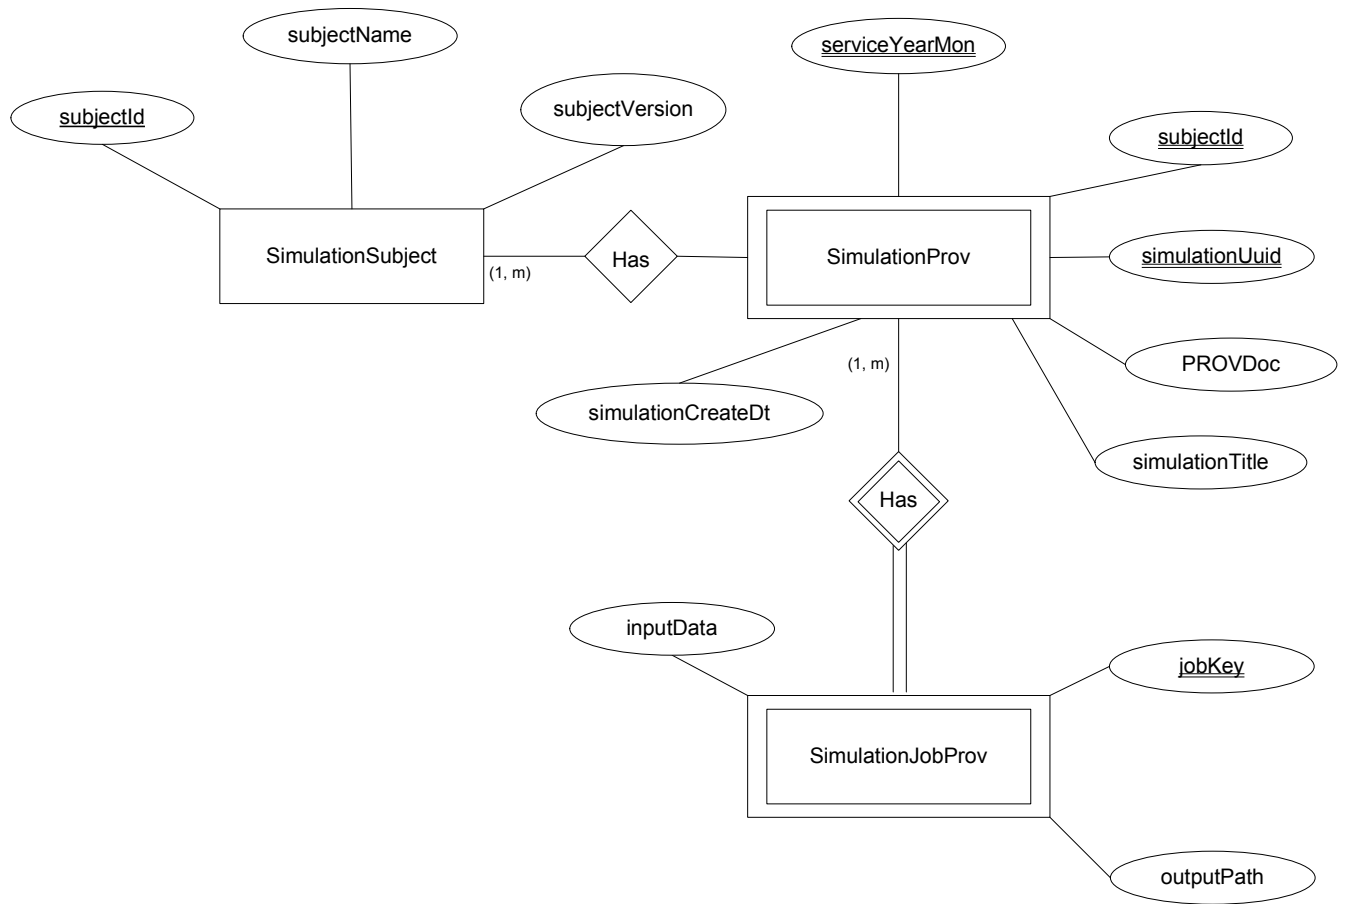 subjectName
serviceYearMon
subjectId
subjectVersion
subjectId
SimulationSubject
(1, m)
Has
SimulationProv
simulationUuid
(1, m)
PROVDoc
simulationCreateDt
simulationTitle
Has
inputData
jobKey
SimulationJobProv
outputPath